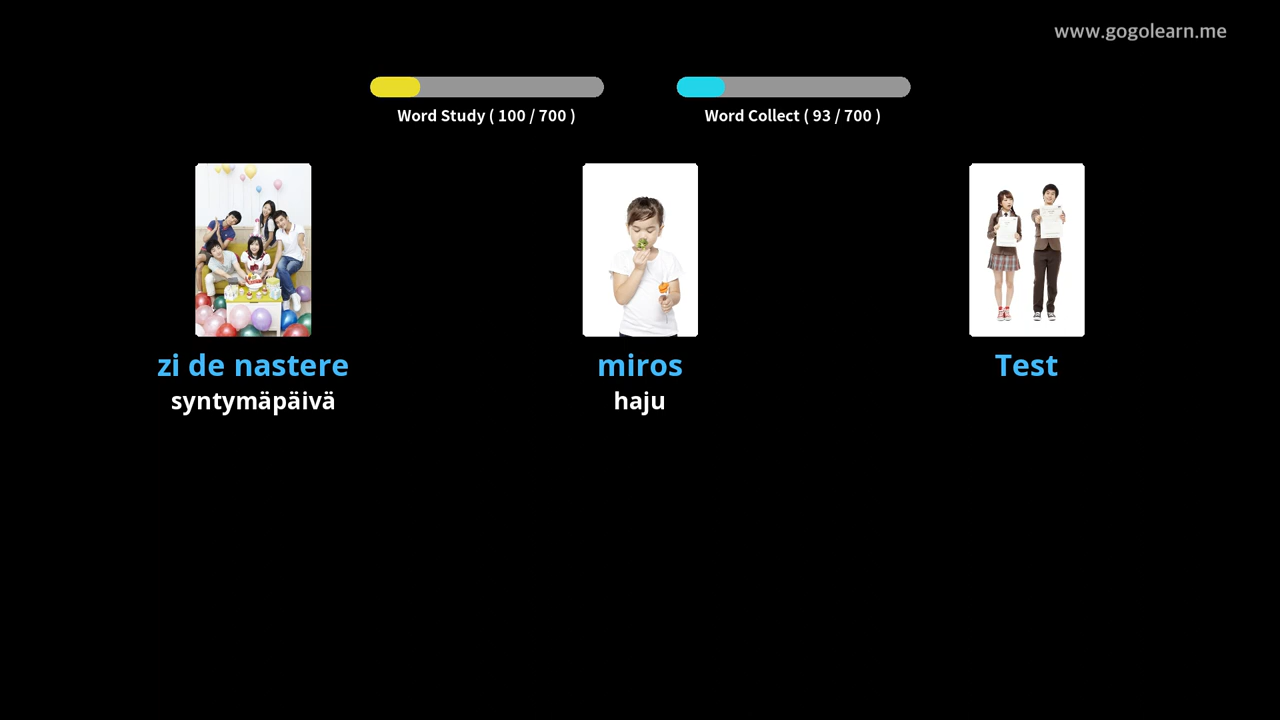 www.gogolearn.me
Word Study ( 100 / 700 )
Word Collect ( 93 / 700 )
zi de nastere
syntymäpäivä
miros
haju
Test